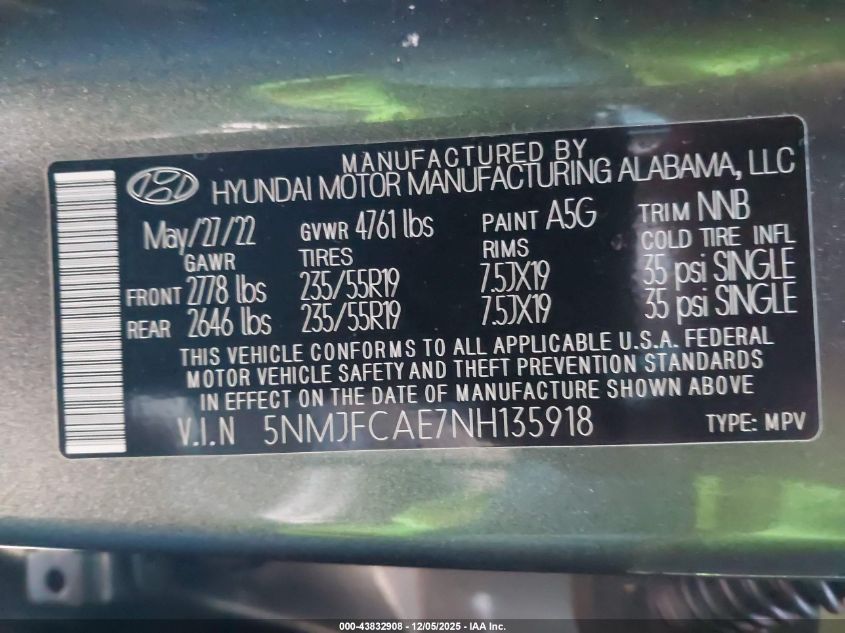 MANUFACTURED BY
HYUNDAI MOTOR MANUFACTURING ALABAMA, LLC
May/27/22 GVWR 4761 lbs PAINT A5G TRIM NNB
GAWR TIRES RIMS COLD TIRE INFL
FRONT 2778 lbs 235/55R19 7.5JX19 35 psi SINGLE
REAR 2646 lbs 235/55R19 7.5JX19 35 psi SINGLE
THIS VEHICLE CONFORMS TO ALL APPLICABLE U.S.A. FEDERAL
MOTOR VEHICLE SAFETY AND THEFT PREVENTION STANDARDS
IN EFFECT ON THE DATE OF MANUFACTURE SHOWN ABOVE.
V.I.N 5NMJFCAE7NH135918 TYPE: MPV
000-43832908 - 12/05/2025 - IAA Inc.